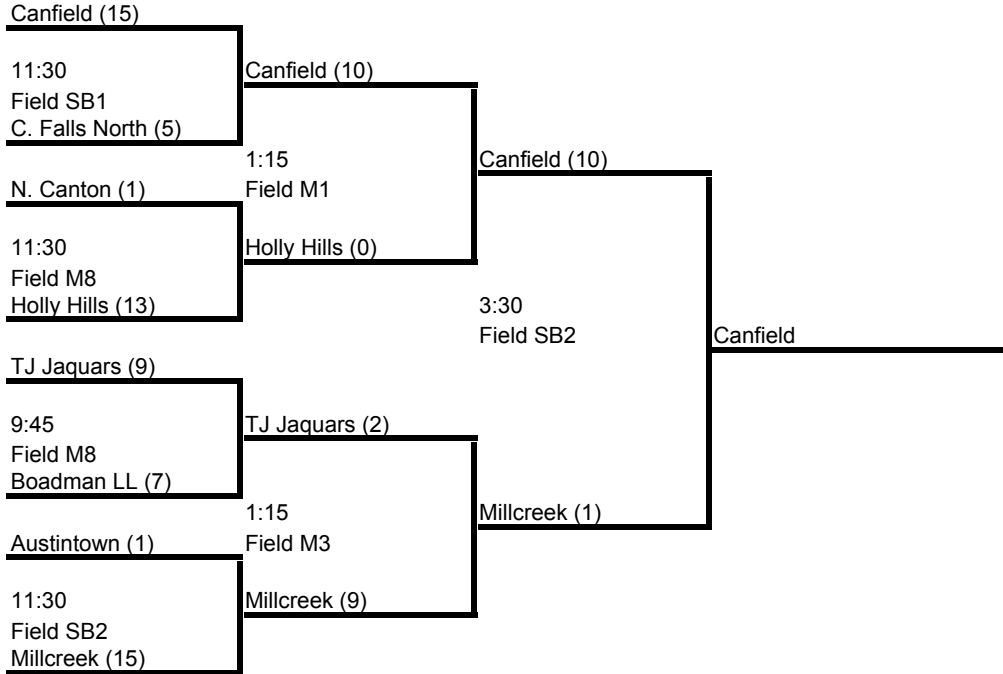 Canfield (15)
11:30
Field SB1
C. Falls North (5)
Canfield (10)
1:15
Field M1
N. Canton (1)
11:30
Field M8
Holly Hills (13)
Holly Hills (0)
Canfield (10)
3:30
Field SB2
Canfield
TJ Jaquars (9)
9:45
Field M8
Boadman LL (7)
TJ Jaquars (2)
1:15
Field M3
Austintown (1)
11:30
Field SB2
Millcreek (15)
Millcreek (9)
Millcreek (1)